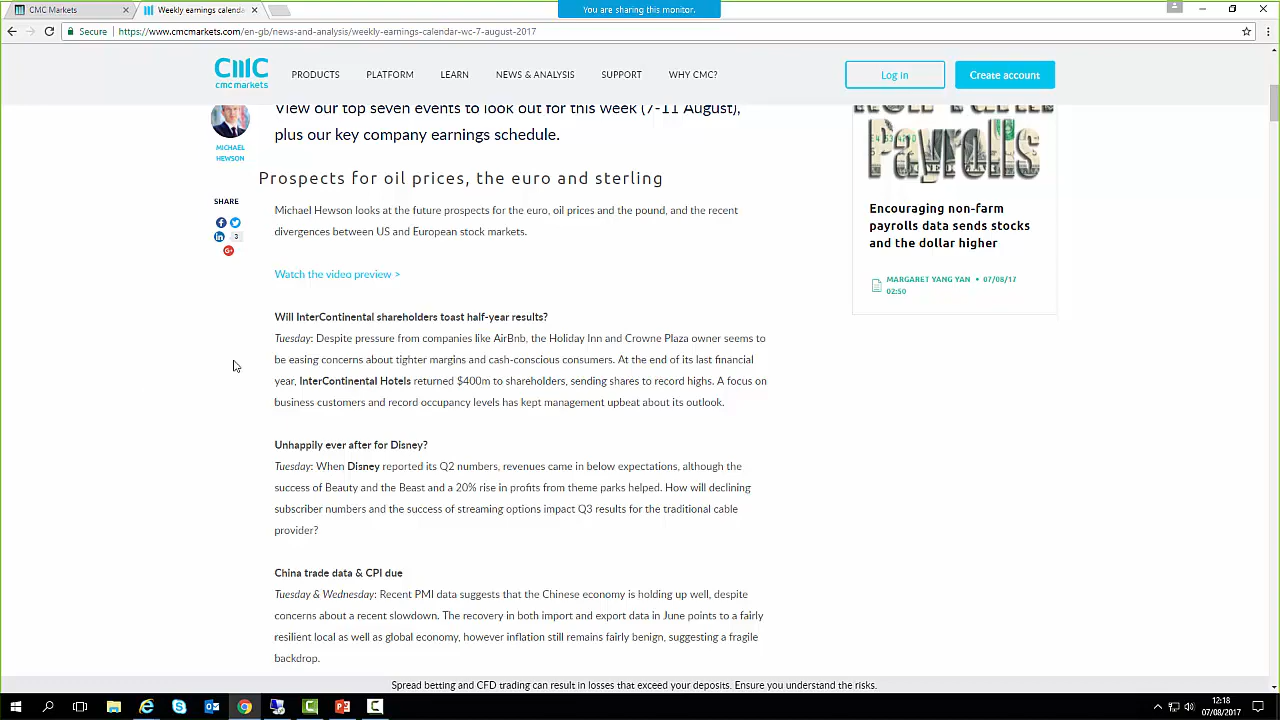 CMC Markets
Weekly earnings calenda
You are sharing this monitor.
Secure
https://www.cmcmarkets.com/en-gb/news-and-analysis/weekly-earnings-calendar-wc-7-august-2017
cmc
cmc markets
PRODUCTS
PLATFORM
LEARN
NEWS & ANALYSIS
SUPPORT
WHY CMC?
Log in
Create account
View our top seven events to look out for this week (7-11 August),
plus our key company earnings schedule.
MICHAEL
HEWSON
SHARE
3
Prospects for oil prices, the euro and sterling
Michael Hewson looks at the future prospects for the euro, oil prices and the pound, and the recent
divergences between US and European stock markets.
Watch the video preview >
Will InterContinental shareholders toast half-year results?
Tuesday: Despite pressure from companies like AirBnb, the Holiday Inn and Crowne Plaza owner seems to
be easing concerns about tighter margins and cash-conscious consumers. At the end of its last financial
year, InterContinental Hotels returned $400m to shareholders, sending shares to record highs. A focus on
business customers and record occupancy levels has kept management upbeat about its outlook.
Unhappily ever after for Disney?
Tuesday: When Disney reported its Q2 numbers, revenues came in below expectations, although the
success of Beauty and the Beast and a 20% rise in profits from theme parks helped. How will declining
subscriber numbers and the success of streaming options impact Q3 results for the traditional cable
provider?
China trade data & CPI due
Tuesday & Wednesday: Recent PMI data suggests that the Chinese economy is holding up well, despite
concerns about a recent slowdown. The recovery in both import and export data in June points to a fairly
resilient local as well as global economy, however inflation still remains fairly benign, suggesting a fragile
backdrop.
Payrolls
Encouraging non-farm
payrolls data sends stocks
and the dollar higher
MARGARET YANG YAN • 07/08/17
02:50
Spread betting and CFD trading can result in losses that exceed your deposits. Ensure you understand the risks.
12:18
07/08/2017